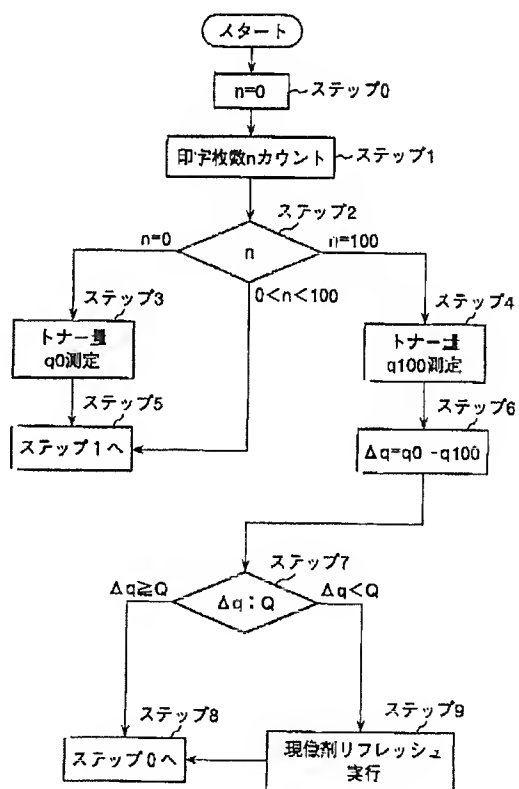 スタート
n=0
ステップ0
印字枚数nカウント
ステップ1
ステップ2
n=0
n
n=100
0<n<100
ステップ3
トナー量
q0測定
ステップ4
トナー量
q100測定
ステップ5
ステップ1へ
ステップ6
Δq=q0-q100
ステップ7
Δq≧Q
Δq:Q
Δq<Q
ステップ8
ステップ0へ
ステップ9
現像剤リフレッシュ
実行